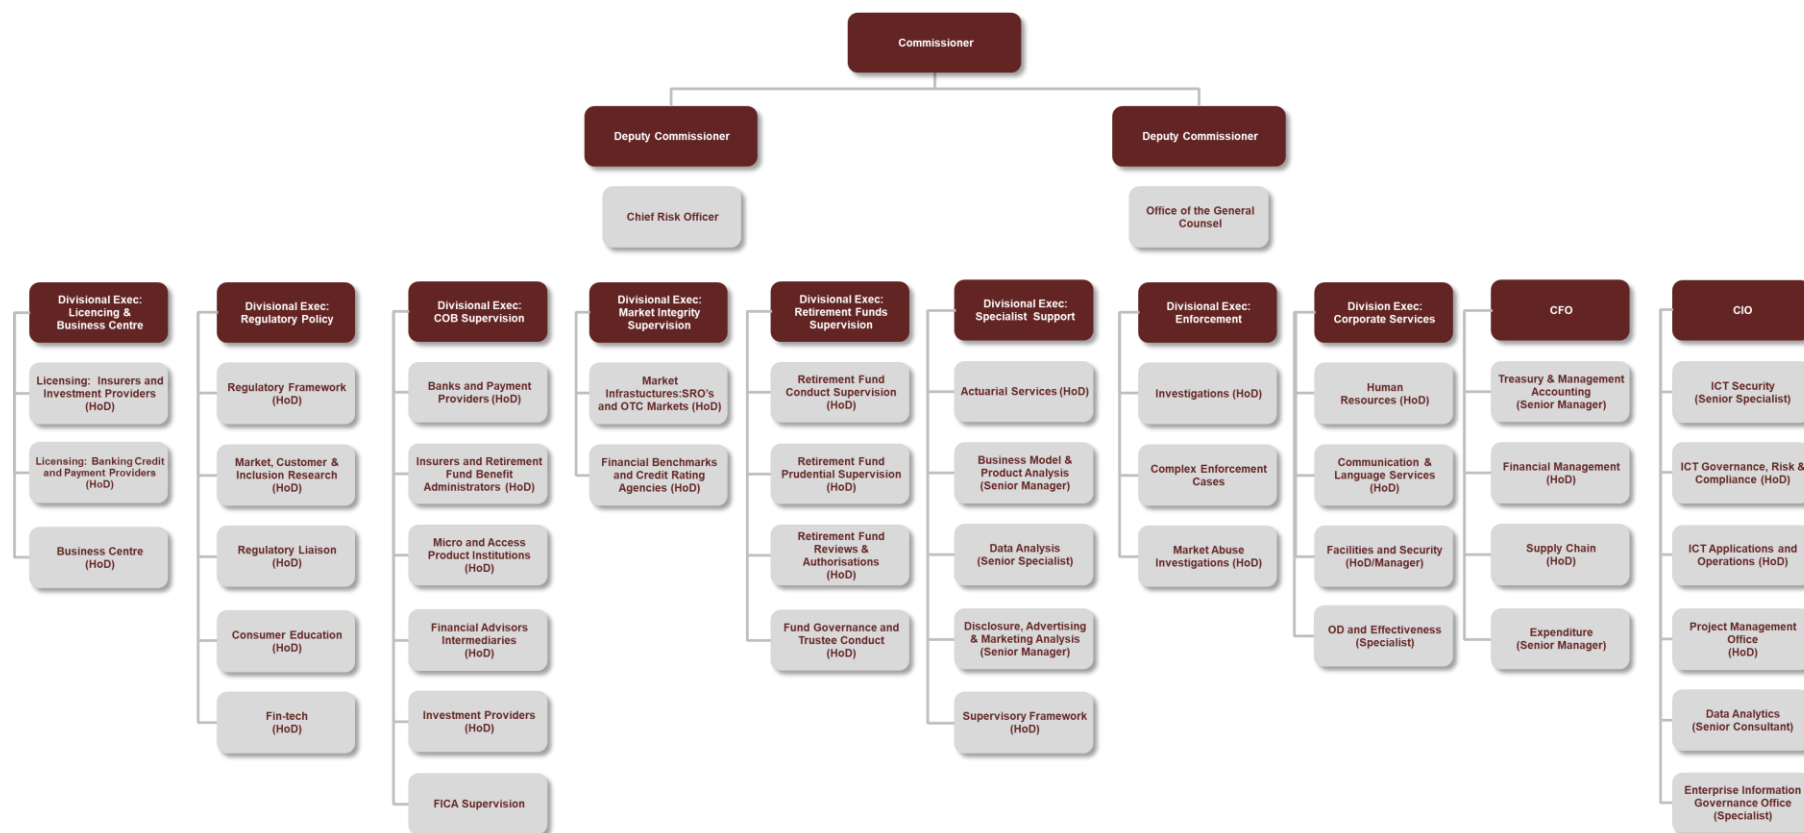 Commissioner
Deputy Commissioner
Deputy Commissioner
Chief Risk Officer
Office of the General
Counsel
Divisional Exec:
Licencing &
Business Centre
Licensing: Insurers and
Investment Providers
(HoD)
Licensing: Banking Credit
and Payment Providers
(HoD)
Business Centre
(HoD)
Divisional Exec:
Regulatory Policy
Regulatory Framework
(HoD)
Market, Customer &
Inclusion Research
(HoD)
Regulatory Liaison
(HoD)
Consumer Education
(HoD)
Fin-tech
(HoD)
Divisional Exec:
COB Supervision
Banks and Payment
Providers (HoD)
Insurers and Retirement
Fund Benefit
Administrators (HoD)
Micro and Access
Product Institutions
(HoD)
Financial Advisors
Intermediaries
(HoD)
Investment Providers
(HoD)
FICA Supervision
Divisional Exec:
Market Integrity
Supervision
Market
Infrastuctures:SRO's
and OTC Markets (HoD)
Financial Benchmarks
and Credit Rating
Agencies (HoD)
Divisional Exec:
Retirement Funds
Supervision
Retirement Fund
Conduct Supervision
(HoD)
Retirement Fund
Prudential Supervision
(HoD)
Retirement Fund
Reviews &
Authorisations
(HoD)
Fund Governance and
Trustee Conduct
(HoD)
Divisional Exec:
Specialist Support
Actuarial Services (HoD)
Business Model &
Product Analysis
(Senior Manager)
Data Analysis
(Senior Specialist)
Disclosure, Advertising
& Marketing Analysis
(Senior Manager)
Supervisory Framework
(HoD)
Divisional Exec:
Enforcement
Investigations (HoD)
Complex Enforcement
Cases
Market Abuse
Investigations (HoD)
Division Exec:
Corporate Services
Human
Resources (HoD)
Communication &
Language Services
(HoD)
Facilities and Security
(HoD/Manager)
OD and Effectiveness
(Specialist)
CFO
Treasury & Management
Accounting
(Senior Manager)
Financial Management
(HoD)
Supply Chain
(HoD)
Expenditure
(Senior Manager)
CIO
ICT Security
(Senior Specialist)
ICT Governance, Risk &
Compliance (HoD)
ICT Applications and
Operations (HoD)
Project Management
Office
(HoD)
Data Analytics
(Senior Consultant)
Enterprise Information
Governance Office
(Specialist)